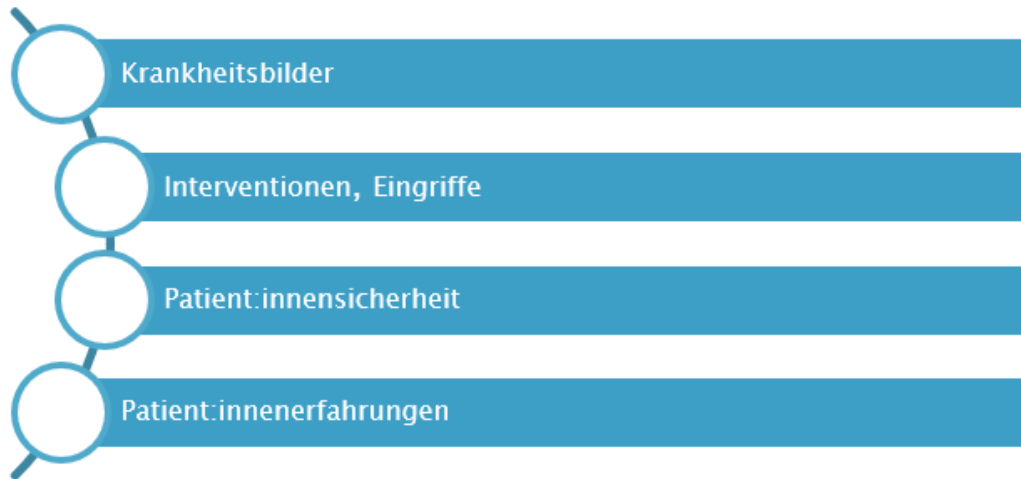 Krankheitsbilder
Interventionen, Eingriffe
Patient:innensicherheit
Patient:innenerfahrungen